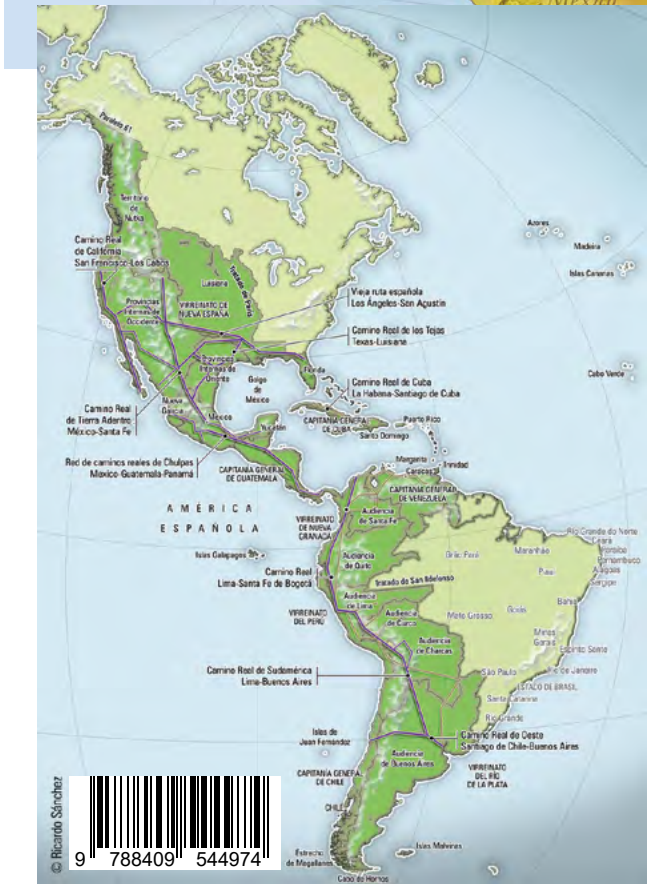 Paralelo 61
Territorio
de
Nutka
Camino Real
de California
San Francisco-Los Cabos
Azores
Madeira
Islas Canarias
Cabo Verde
Luisiana
Tratado de París
Vieja ruta española
Los Ángeles-San Agustín
Provincias
Internas de
Occidente
VIRREINATO DE
NUEVA ESPAÑA
Camino Real de los Tejas
Texas-Luisiana
Provincias
Internas de
Oriente
Florida
Golgo
de
México
Camino Real de Cuba
La Habana-Santiago de Cuba
Camino Real
de Tierra Adentro
México-Santa Fe
Nueva
Galicia
México
Yucatán
CAPITANÍA GENERAL
DE CUBA
Puerto Rico
Santo Domingo
Red de caminos reales de Chulpas
Mexico-Guatemala-Panamá
CAPITANÍA GENERAL
DE GUATEMALA
Margarita
Trinidad
Caracas
CAPITANÍA GENERAL
DE VENEZUELA
AMÉRICA
ESPAÑOLA
VIRREINATO
DE NUEVA
GRANADA
Audiencia
de Santa Fe
Islas Galápagos
Audiencia
de Quito
Grão Pará
Maranhão
Rio Grande do Norte
Ceará
Paraíba
Pernambuco
Alagoas
Sergipe
Piauí
Camino Real
Lima-Santa Fe de Bogotá
Tratado de San Ildefonso
Audiencia
de Lima
VIRREINATO
DEL PERÚ
Audiencia
de Cuzco
Mato Grosso
Goiás
Bahia
Audiencia
de Charcas
Minas
Gerais
Espirito Santo
Camino Real de Sudamérica
Lima-Buenos Aires
São Paulo
Rio de Janeiro
ESTADO DE BRASIL
Santa Catarina
Rio Grande
Islas de
Juan Fernández
Camino Real de Oeste
Santiago de Chile-Buenos Aires
Audiencia
de Buenos Aires
CAPITANÍA GENERAL
DE CHILE
VIRREINATO
DEL RÍO
DE LA PLATA
CHILE
Estrecho
de Magallanes
Islas Malvinas
Cabo de Hornos
© Ricardo Sánchez
9 788409 544974